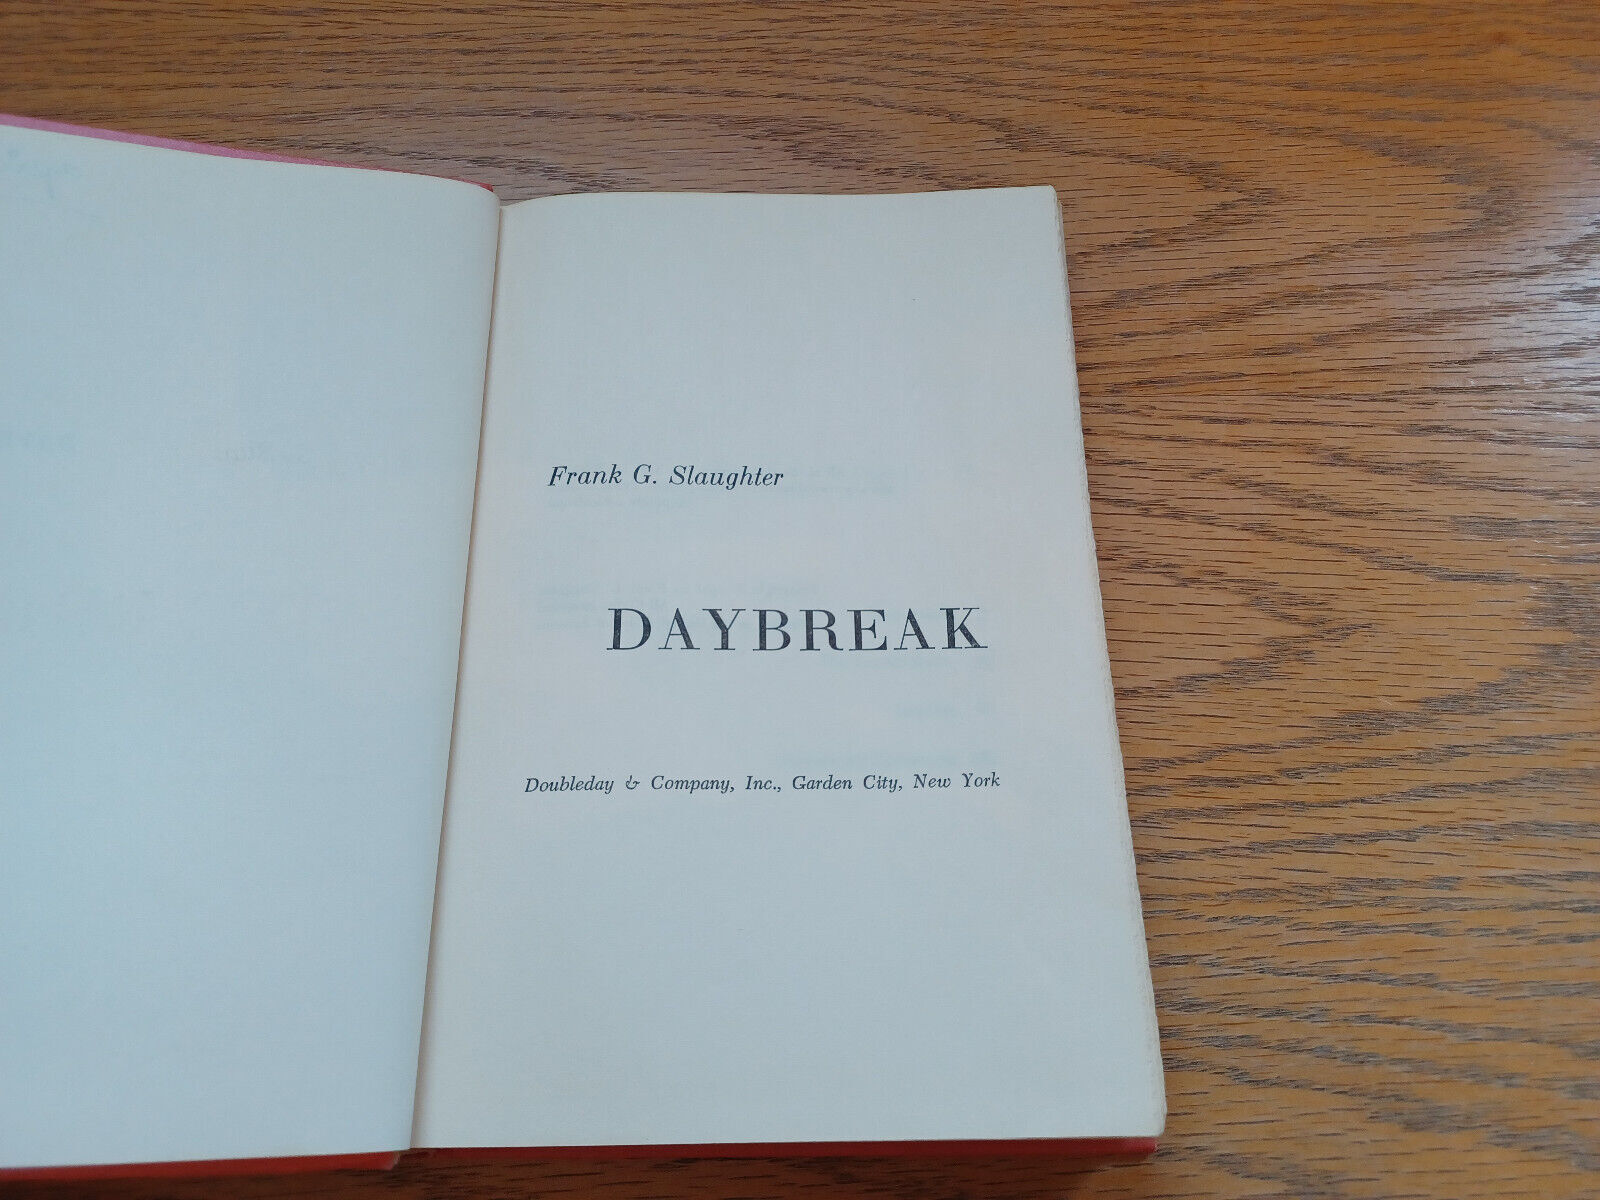 Frank G. Slaughter
DAYBREAK
Doubleday & Company, Inc., Garden City, New York